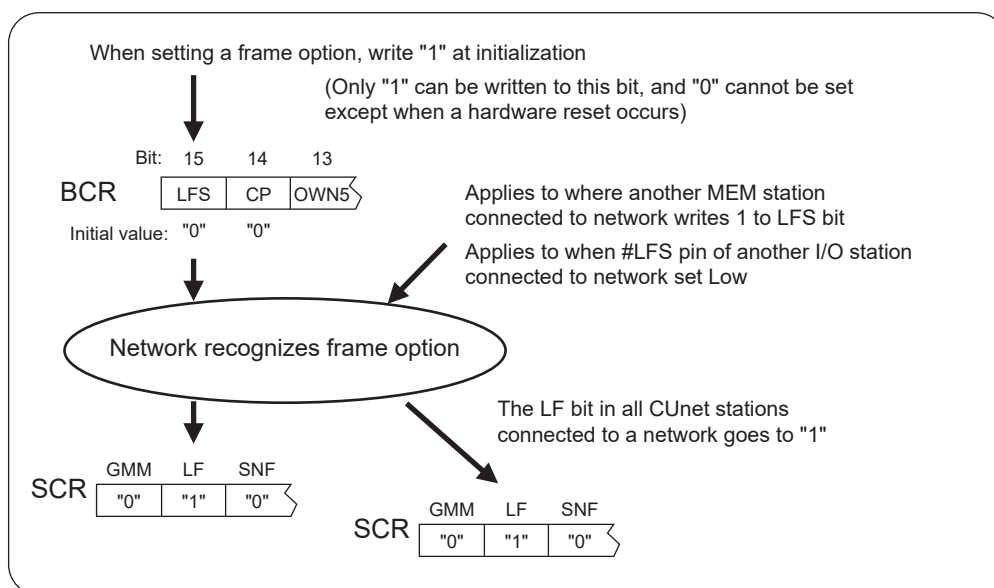 When setting a frame option, write "1" at initialization
(Only "1" can be written to this bit, and "0" cannot be set
except when a hardware reset occurs)
Bit: 15 14 13
BCR LFS CP OWN5
Initial value: "0" "0"
Applies to where another MEM station
connected to network writes 1 to LFS bit
Applies to when #LFS pin of another I/O station
connected to network set Low
Network recognizes frame option
The LF bit in all CUnet stations
connected to a network goes to "1"
GMM LF SNF
SCR "0" "1" "0"
GMM LF SNF
SCR "0" "1" "0"